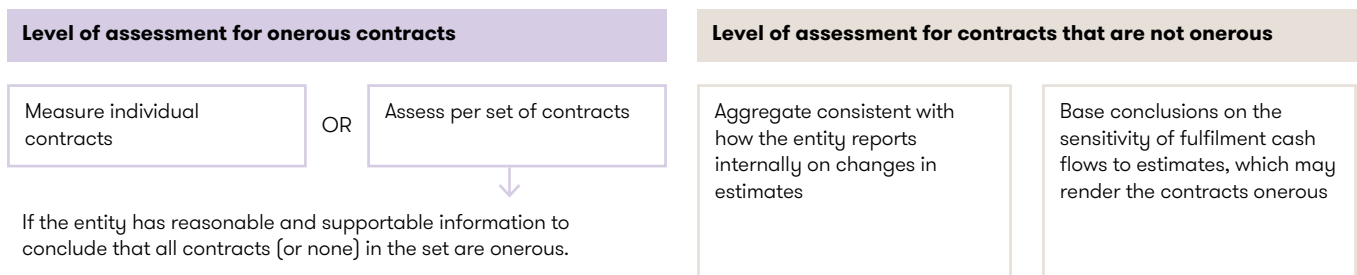 Level of assessment for onerous contracts
Measure individual
contracts
OR
Assess per set of contracts
If the entity has reasonable and supportable information to
conclude that all contracts (or none) in the set are onerous.
Level of assessment for contracts that are not onerous
Aggregate consistent with
how the entity reports
internally on changes in
estimates
Base conclusions on the
sensitivity of fulfilment cash
flows to estimates, which may
render the contracts onerous